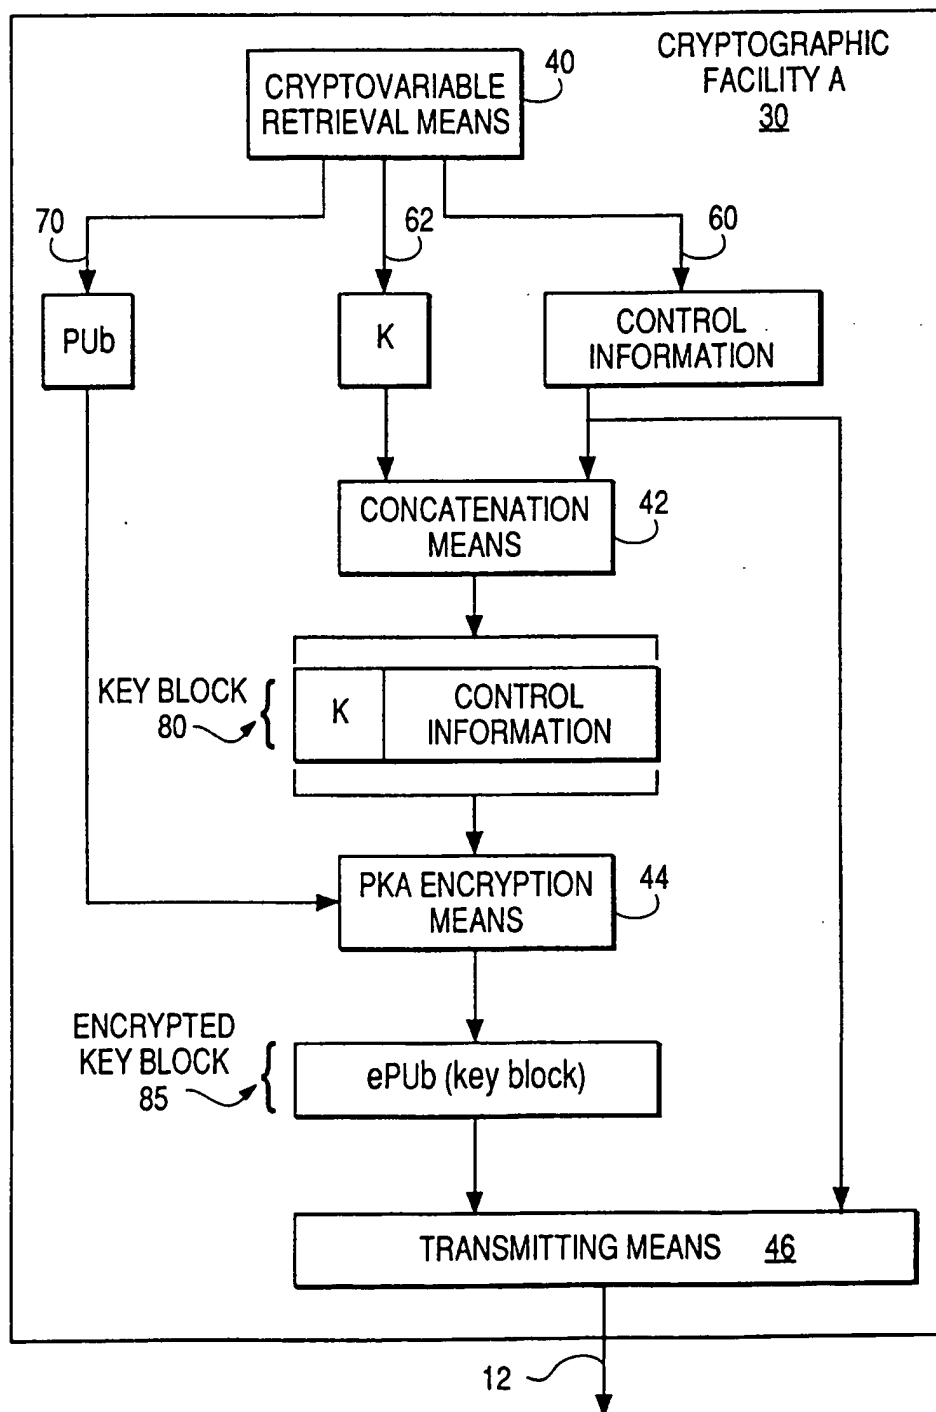 CRYPTOGRAPHIC
FACILITY A
30
CRYPTOVARIABLE
RETRIEVAL MEANS
40
70
62
60
PUb
K
CONTROL
INFORMATION
CONCATENATION
MEANS
42
KEY BLOCK
80
{
K
CONTROL
INFORMATION
PKA ENCRYPTION
MEANS
44
ENCRYPTED
KEY BLOCK
85
{
ePUb (key block)
TRANSMITTING MEANS 46
12